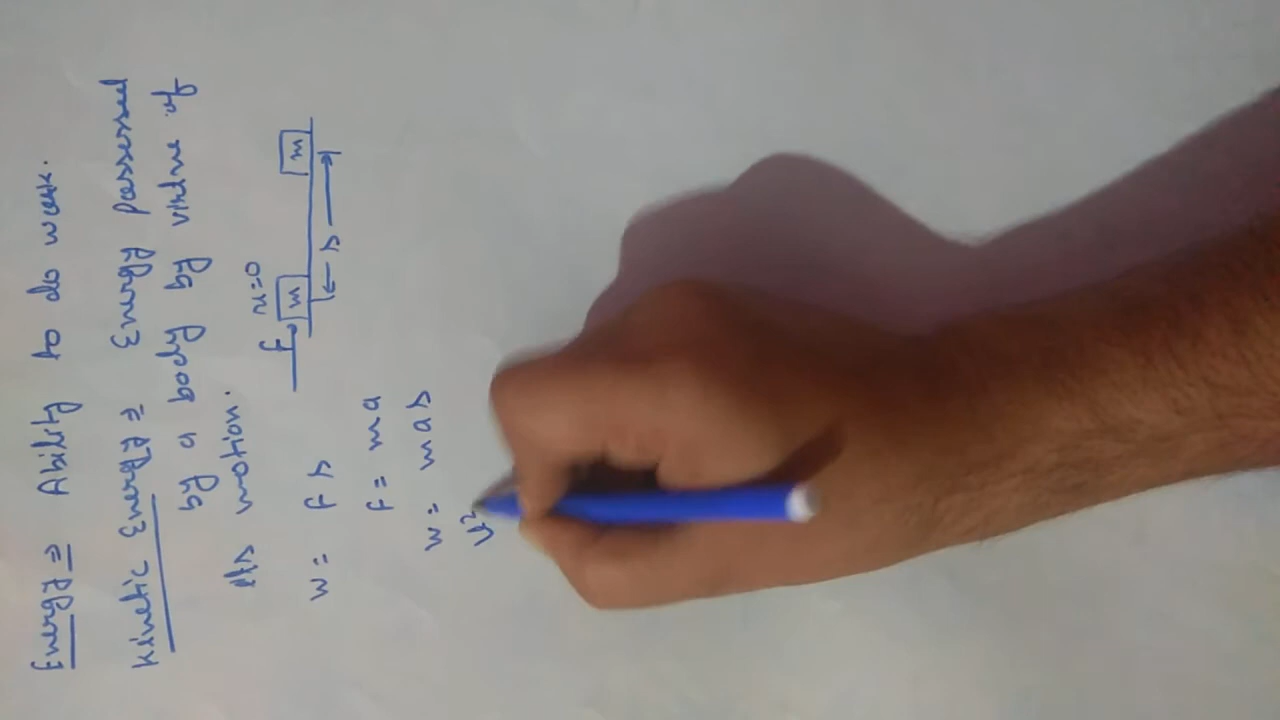 Energy ⇒ Ability to do work.
Kinetic Energy ⇒ Energy possessed
by a body by virtue of
its motion.
f u=0
m m
s
w = f s
f = ma
w = mas
v²